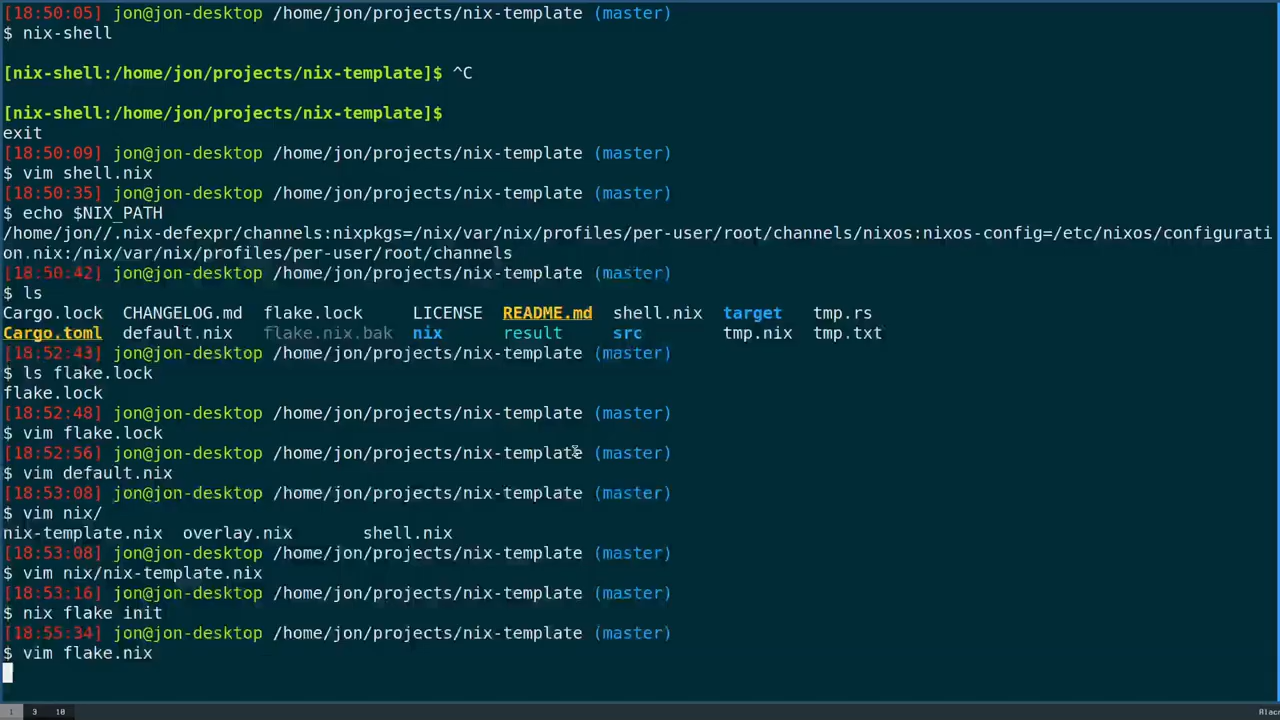 [18:50:05] jon@jon-desktop /home/jon/projects/nix-template (master)
$ nix-shell
[nix-shell:/home/jon/projects/nix-template]$ ^C
[nix-shell:/home/jon/projects/nix-template]$
exit
[18:50:09] jon@jon-desktop /home/jon/projects/nix-template (master)
$ vim shell.nix
[18:50:35] jon@jon-desktop /home/jon/projects/nix-template (master)
$ echo $NIX_PATH
/home/jon//.nix-defexpr/channels:nixpkgs=/nix/var/nix/profiles/per-user/root/channels/nixos:nixos-config=/etc/nixos/configurati
on.nix:/nix/var/nix/profiles/per-user/root/channels
[18:50:42] jon@jon-desktop /home/jon/projects/nix-template (master)
$ ls
Cargo.lock  CHANGELOG.md  flake.lock     LICENSE  README.md  shell.nix  target   tmp.rs
Cargo.toml  default.nix   flake.nix.bak  nix      result     src        tmp.nix  tmp.txt
[18:52:43] jon@jon-desktop /home/jon/projects/nix-template (master)
$ ls flake.lock
flake.lock
[18:52:48] jon@jon-desktop /home/jon/projects/nix-template (master)
$ vim flake.lock
[18:52:56] jon@jon-desktop /home/jon/projects/nix-template (master)
$ vim default.nix
[18:53:08] jon@jon-desktop /home/jon/projects/nix-template (master)
$ vim nix/
nix-template.nix  overlay.nix       shell.nix
[18:53:08] jon@jon-desktop /home/jon/projects/nix-template (master)
$ vim nix/nix-template.nix
[18:53:16] jon@jon-desktop /home/jon/projects/nix-template (master)
$ nix flake init
[18:55:34] jon@jon-desktop /home/jon/projects/nix-template (master)
$ vim flake.nix
1 3 10 Alacr